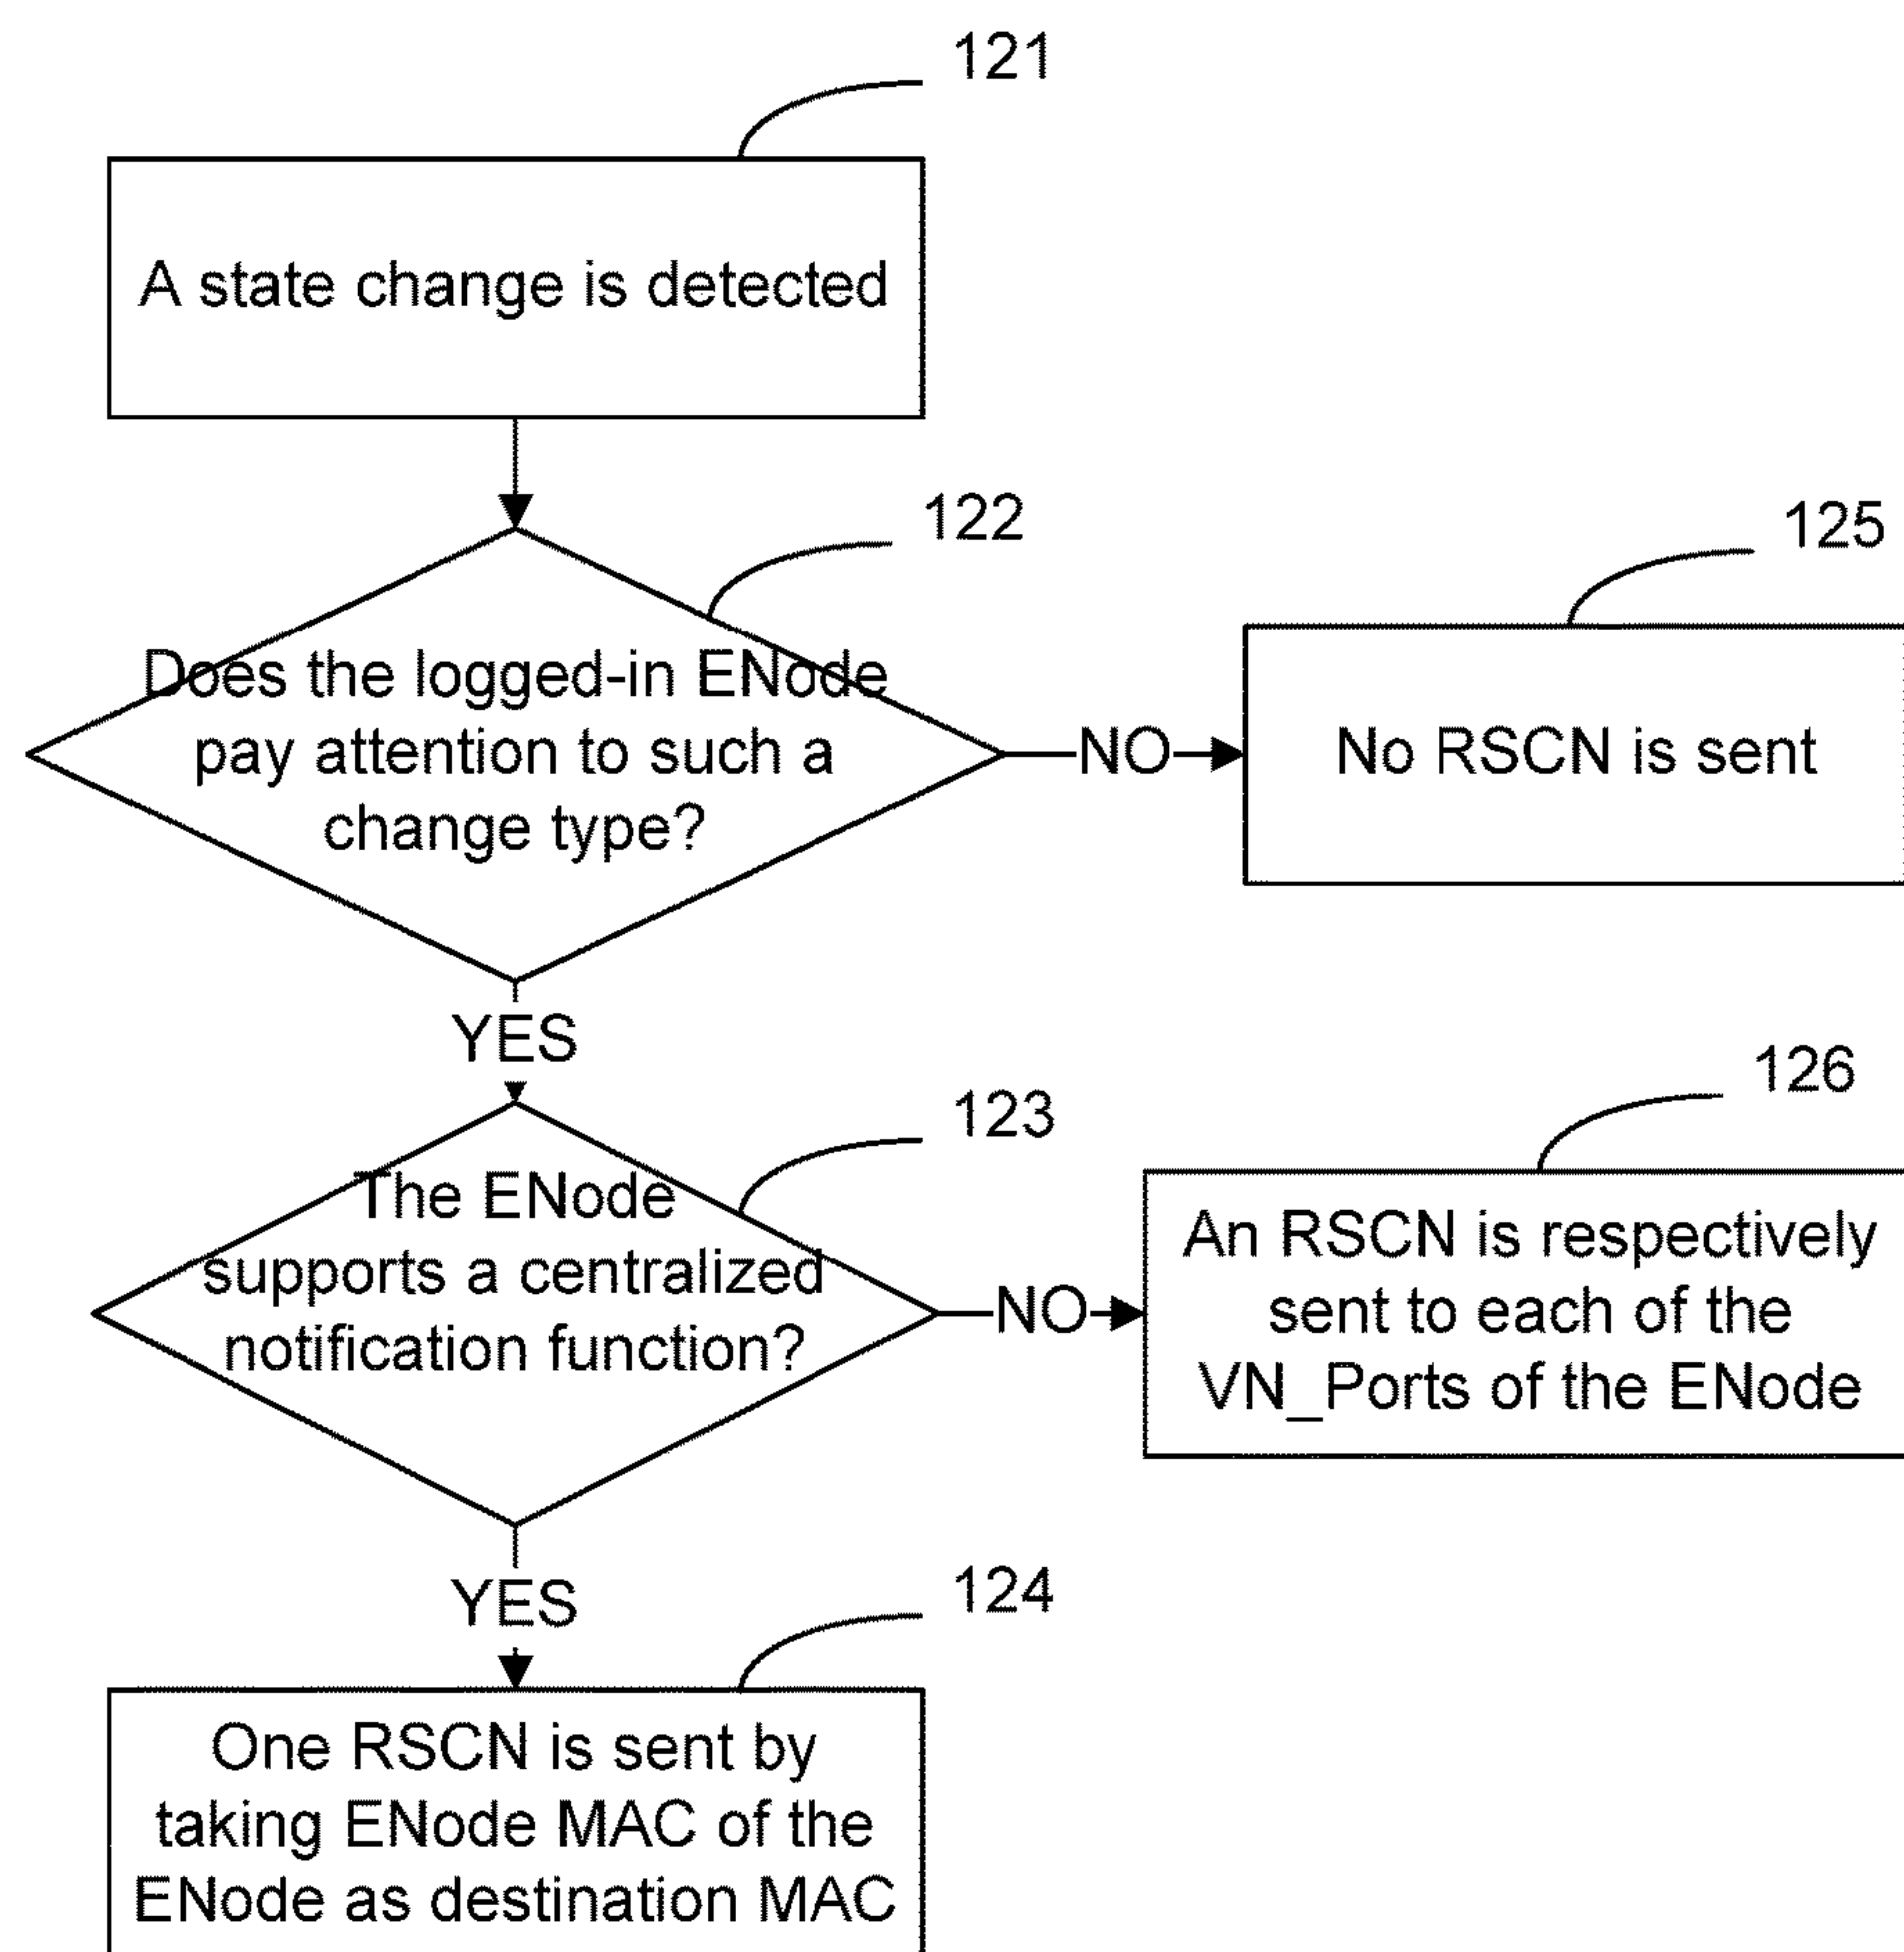 121
A state change is detected
122
Does the logged-in ENode
pay attention to such a
change type?
NO
125
No RSCN is sent
YES
123
The ENode
supports a centralized
notification function?
NO
126
An RSCN is respectively
sent to each of the
VN_Ports of the ENode
YES
124
One RSCN is sent by
taking ENode MAC of the
ENode as destination MAC